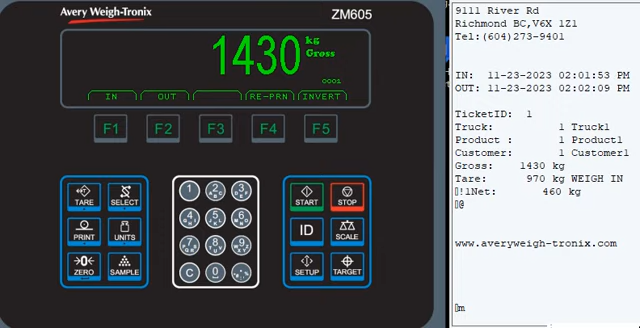 Avery Weigh-Tronix
ZM605
1430 kg
Gross
0001
IN OUT RE-PRN INVERT
F1 F2 F3 F4 F5
TARE SELECT
PRINT UNITS
ZERO SAMPLE
1 2 ABC 3
4 5 6
7 8 9
C 0
START STOP
ID SCALE
SETUP TARGET
9111 River Rd
Richmond BC,V6X 1Z1
Tel:(604)273-9401
IN: 11-23-2023 02:01:53 PM
OUT: 11-23-2023 02:02:09 PM
TicketID: 1
Truck: 1 Truck1
Product : 1 Product1
Customer: 1 Customer1
Gross: 1430 kg
Tare: 970 kg WEIGH IN
!1Net: 460 kg
@
www.averyweigh-tronix.com
m